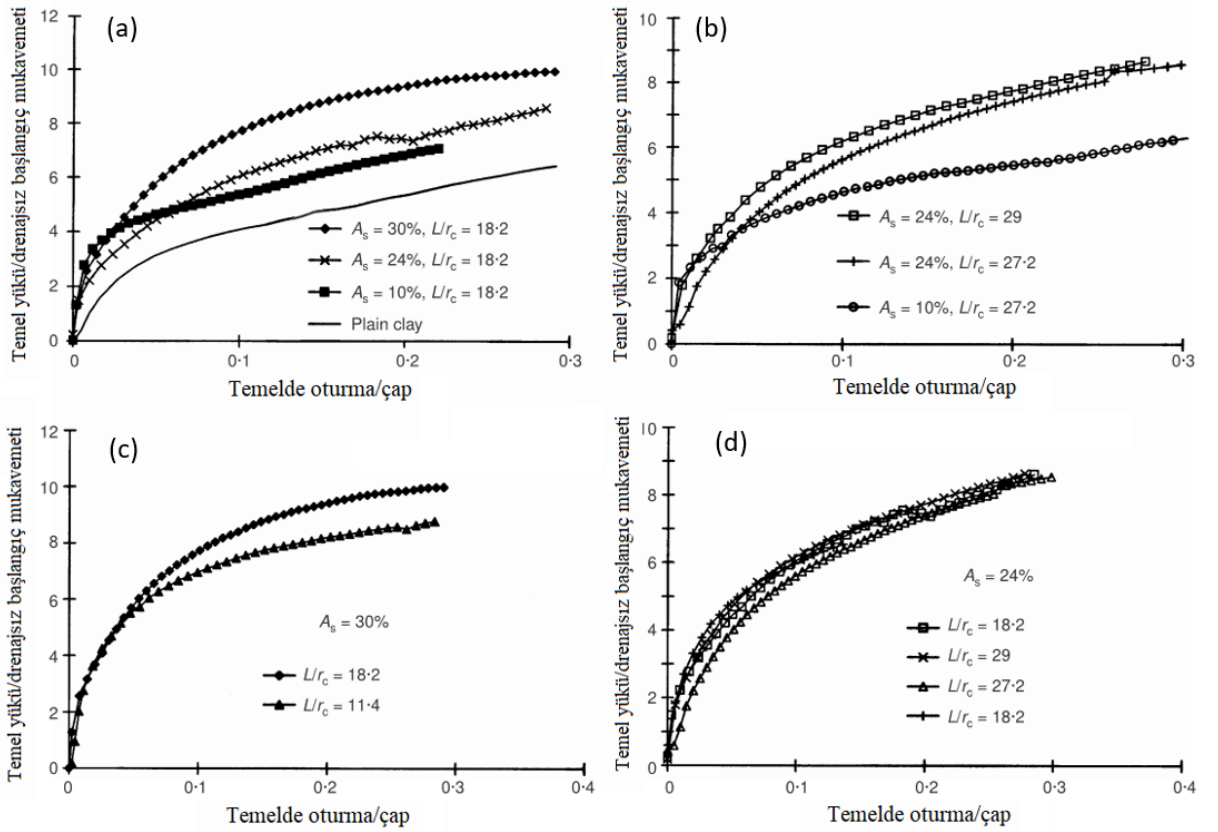 (a)
Temel yükü/drenajsız başlangıç mukavemeti
12
10
8
6
4
2
0
0
0·1
0·2
0·3
As = 30%, L/rc = 18·2
As = 24%, L/rc = 18·2
As = 10%, L/rc = 18·2
Plain clay
Temelde oturma/çap
(b)
Temel yükü/drenajsız başlangıç mukavemeti
10
8
6
4
2
0
0
0·1
0·2
0·3
As = 24%, L/rc = 29
As = 24%, L/rc = 27·2
As = 10%, L/rc = 27·2
Temelde oturma/çap
(c)
Temel yükü/drenajsız başlangıç mukavemeti
12
10
8
6
4
2
0
0
0·1
0·2
0·3
0·4
As = 30%
L/rc = 18·2
L/rc = 11·4
Temelde oturma/çap
(d)
Temel yükü/drenajsız başlangıç mukavemeti
10
8
6
4
2
0
0
0·1
0·2
0·3
0·4
As = 24%
L/rc = 18·2
L/rc = 29
L/rc = 27·2
L/rc = 18·2
Temelde oturma/çap